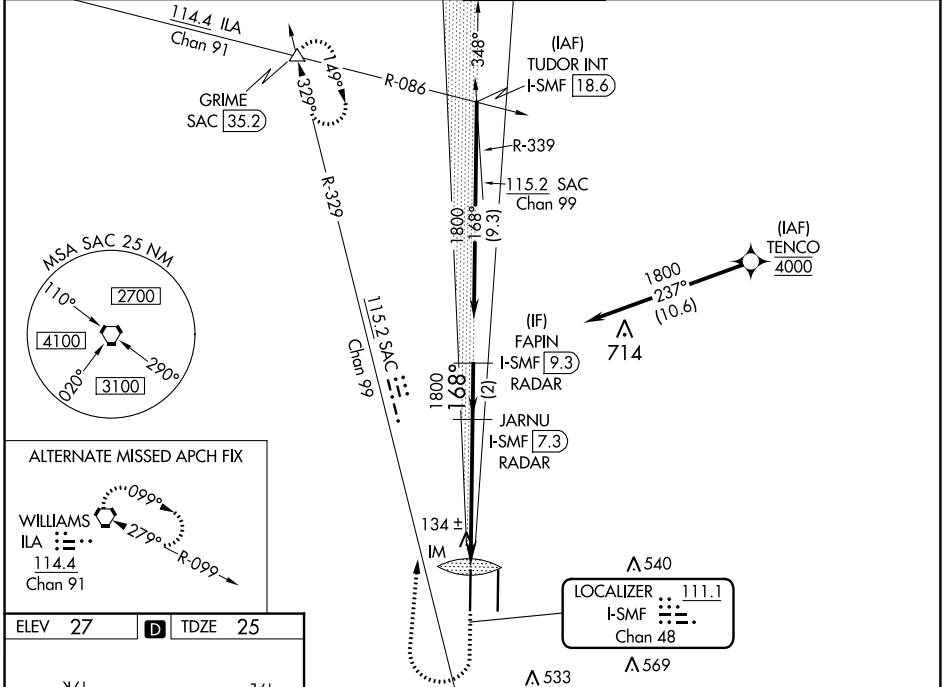 114.4 ILA
Chan 91
GRIME
SAC 35.2
149°
329°
R-086
348°
(IAF)
TUDOR INT
I-SMF 18.6
R-339
115.2 SAC
Chan 99
1800
168°
(9.3)
R-329
115.2 SAC
Chan 99
(IAF)
TENCO
4000
1800
237°
(10.6)
714
MSA SAC 25 NM
110°
2700
4100
020°
3100
290°
(IF)
FAPIN
I-SMF 9.3
RADAR
1800
168°
(2)
JARNU
I-SMF 7.3
RADAR
ALTERNATE MISSED APCH FIX
WILLIAMS
ILA
114.4
Chan 91
099°
279°
R-099
134 ±
IM
540
LOCALIZER 111.1
I-SMF
Chan 48
569
533
ELEV 27 D TDZE 25